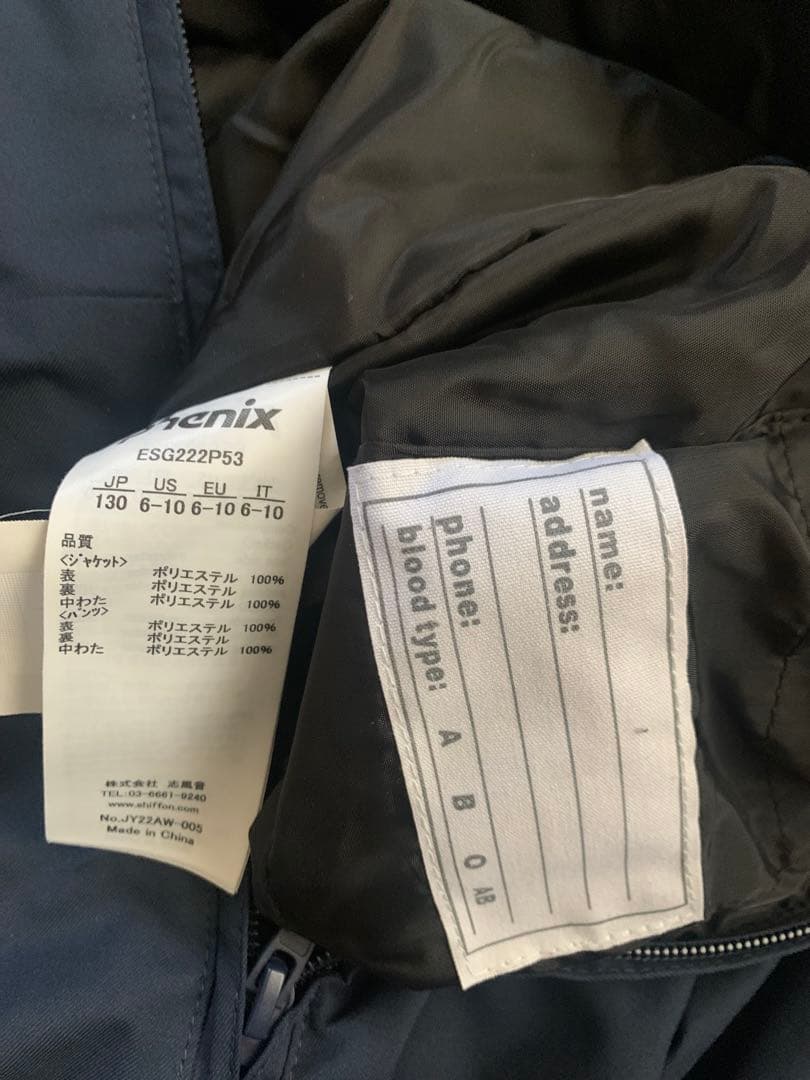 phenix
ESG222P53
JP US EU IT
130 6-10 6-10 6-10
品質
<ジャケット>
表 ポリエステル 100%
裏 ポリエステル
中わた ポリエステル 100%
<パンツ>
表 ポリエステル 100%
裏 ポリエステル
中わた ポリエステル 100%
株式会社 志風音
TEL:03-6661-9240
www.shiffon.com
No.JY22AW-005
Made in China
name:
address:
phone:
blood type: A B O AB